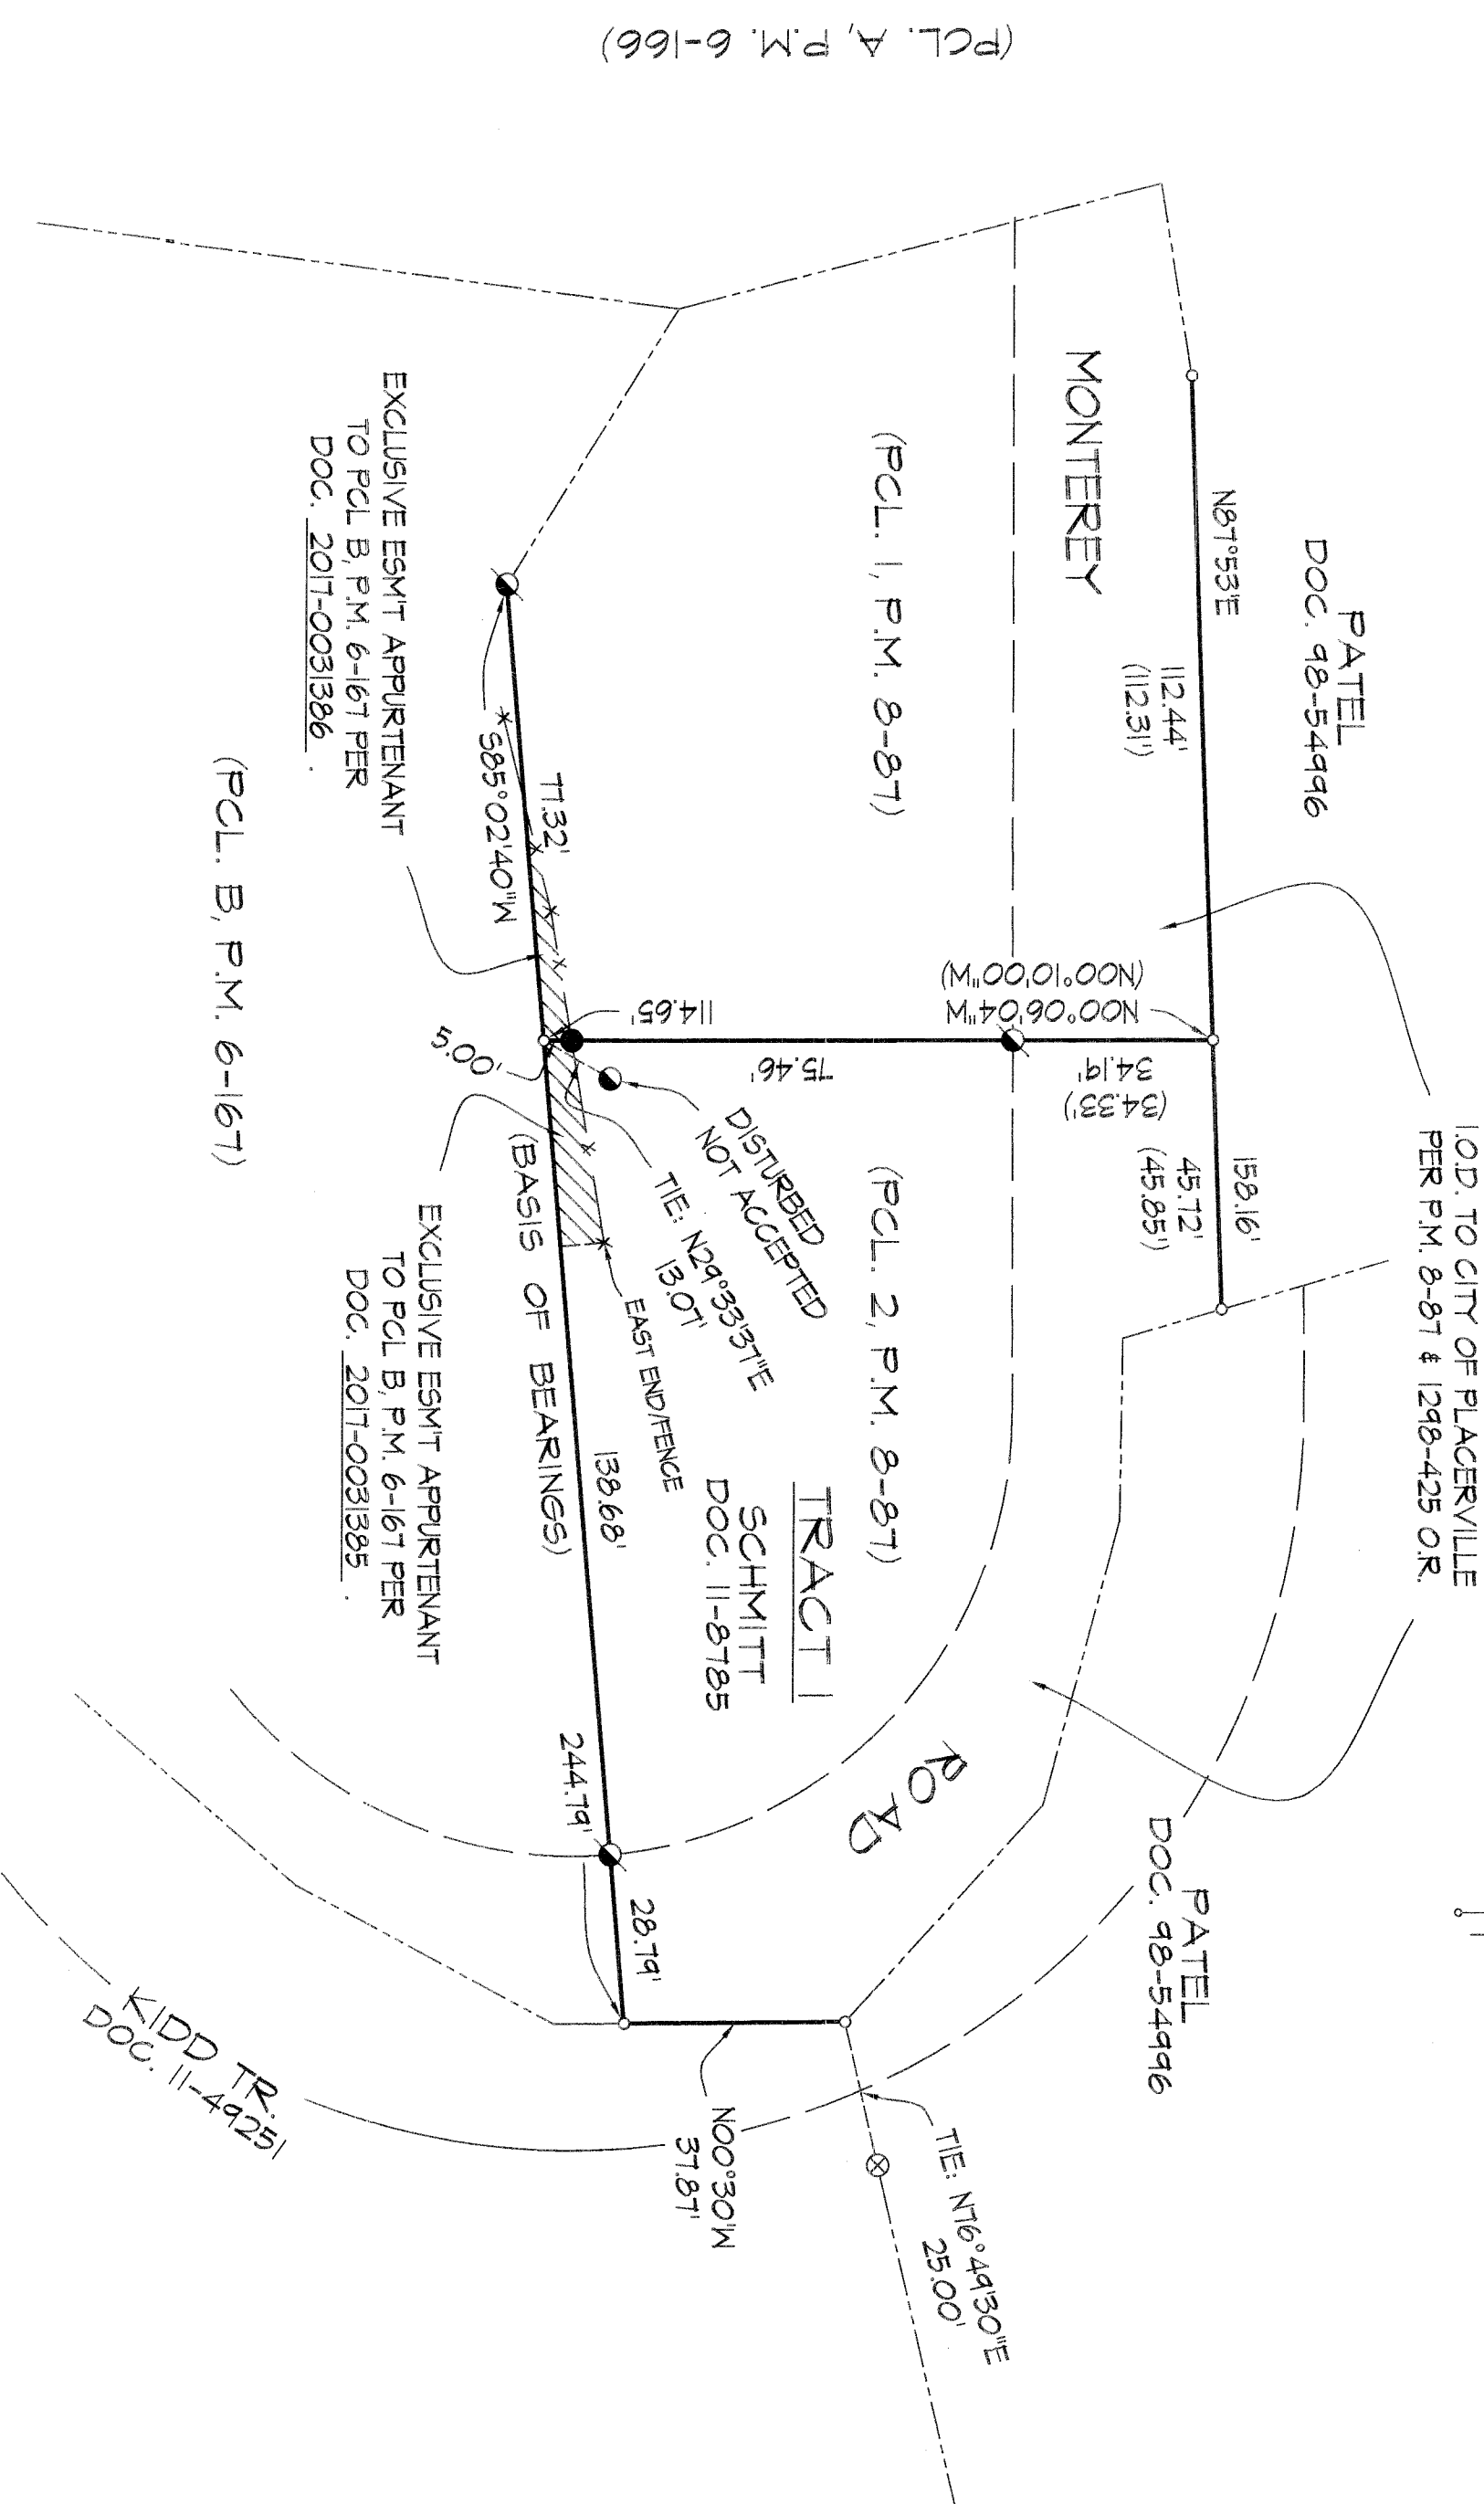 (PCL. A, P.M. 6-166)
PATEL
DOC. 98-54996
N87°53'E
112.44'
(112.31')
158.16'
45.72'
(45.85')
I.O.D. TO CITY OF PLACERVILLE
PER P.M. 8-87 & 1298-425 O.R.
MONTEREY
(PCL. 1, P.M. 8-87)
(N00°10'00"W)
N00°06'04"W
34.19'
(34.33')
114.65'
75.46'
5.00'
77.32'
S85°02'40"W
EXCLUSIVE ESM'T APPURTENANT
TO PCL B, P.M. 6-167 PER
DOC. 2017-0031386 .
(PCL. B, P.M. 6-167)
DISTURBED
NOT ACCEPTED
TIE: N29°33'37"E
13.07'
EAST END/FENCE
(PCL. 2, P.M. 8-87)
TRACT 1
SCHMITT
DOC. 11-8785
138.68'
(BASIS OF BEARINGS)
EXCLUSIVE ESM'T APPURTENANT
TO PCL B, P.M. 6-167 PER
DOC. 2017-0031385 .
244.79'
28.79'
ROAD
PATEL
DOC. 98-54996
TIE: N76°49'30"E
25.00'
N00°30'W
37.87'
KIDD TR.
DOC. 11-49251